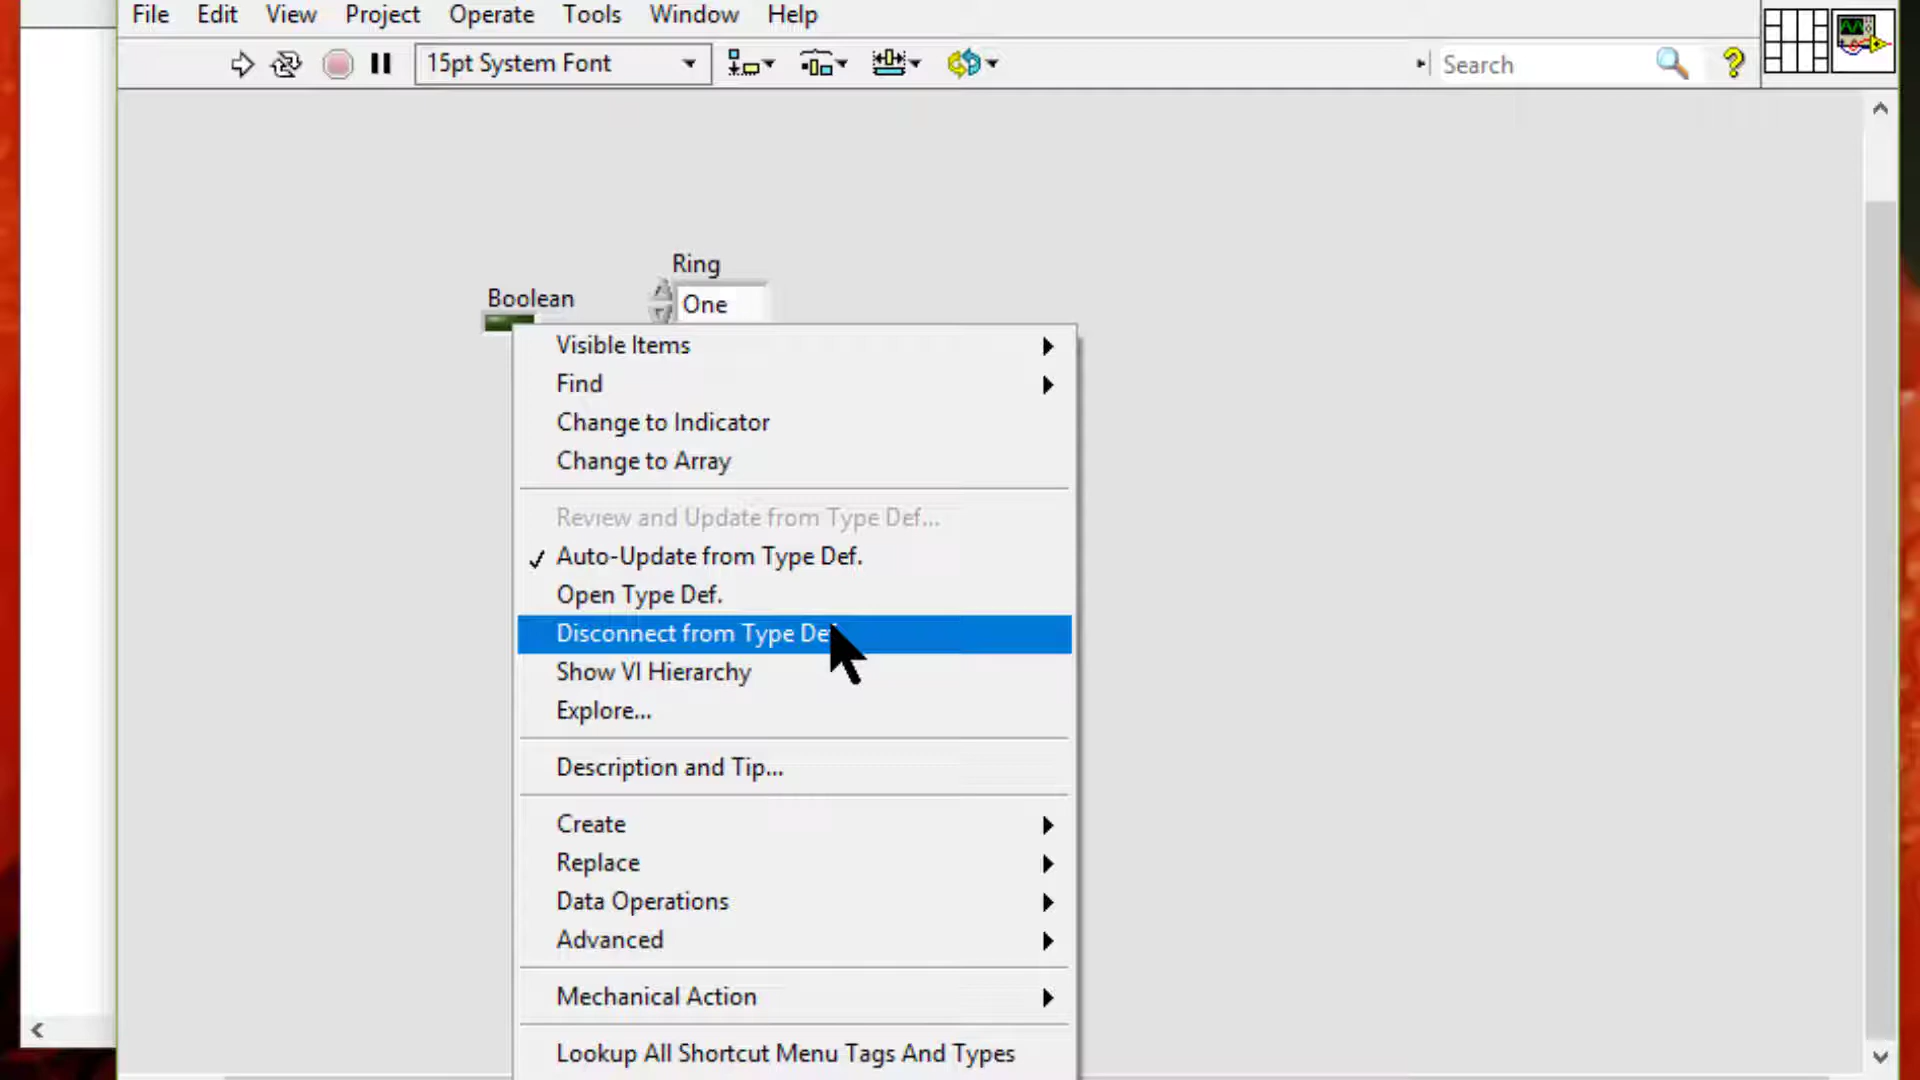 File Edit View Project Operate Tools Window Help
15pt System Font
Search
?
Ring
Boolean
One
Visible Items
Find
Change to Indicator
Change to Array
Review and Update from Type Def...
✓ Auto-Update from Type Def.
Open Type Def.
Disconnect from Type Def
Show VI Hierarchy
Explore...
Description and Tip...
Create
Replace
Data Operations
Advanced
Mechanical Action
Lookup All Shortcut Menu Tags And Types